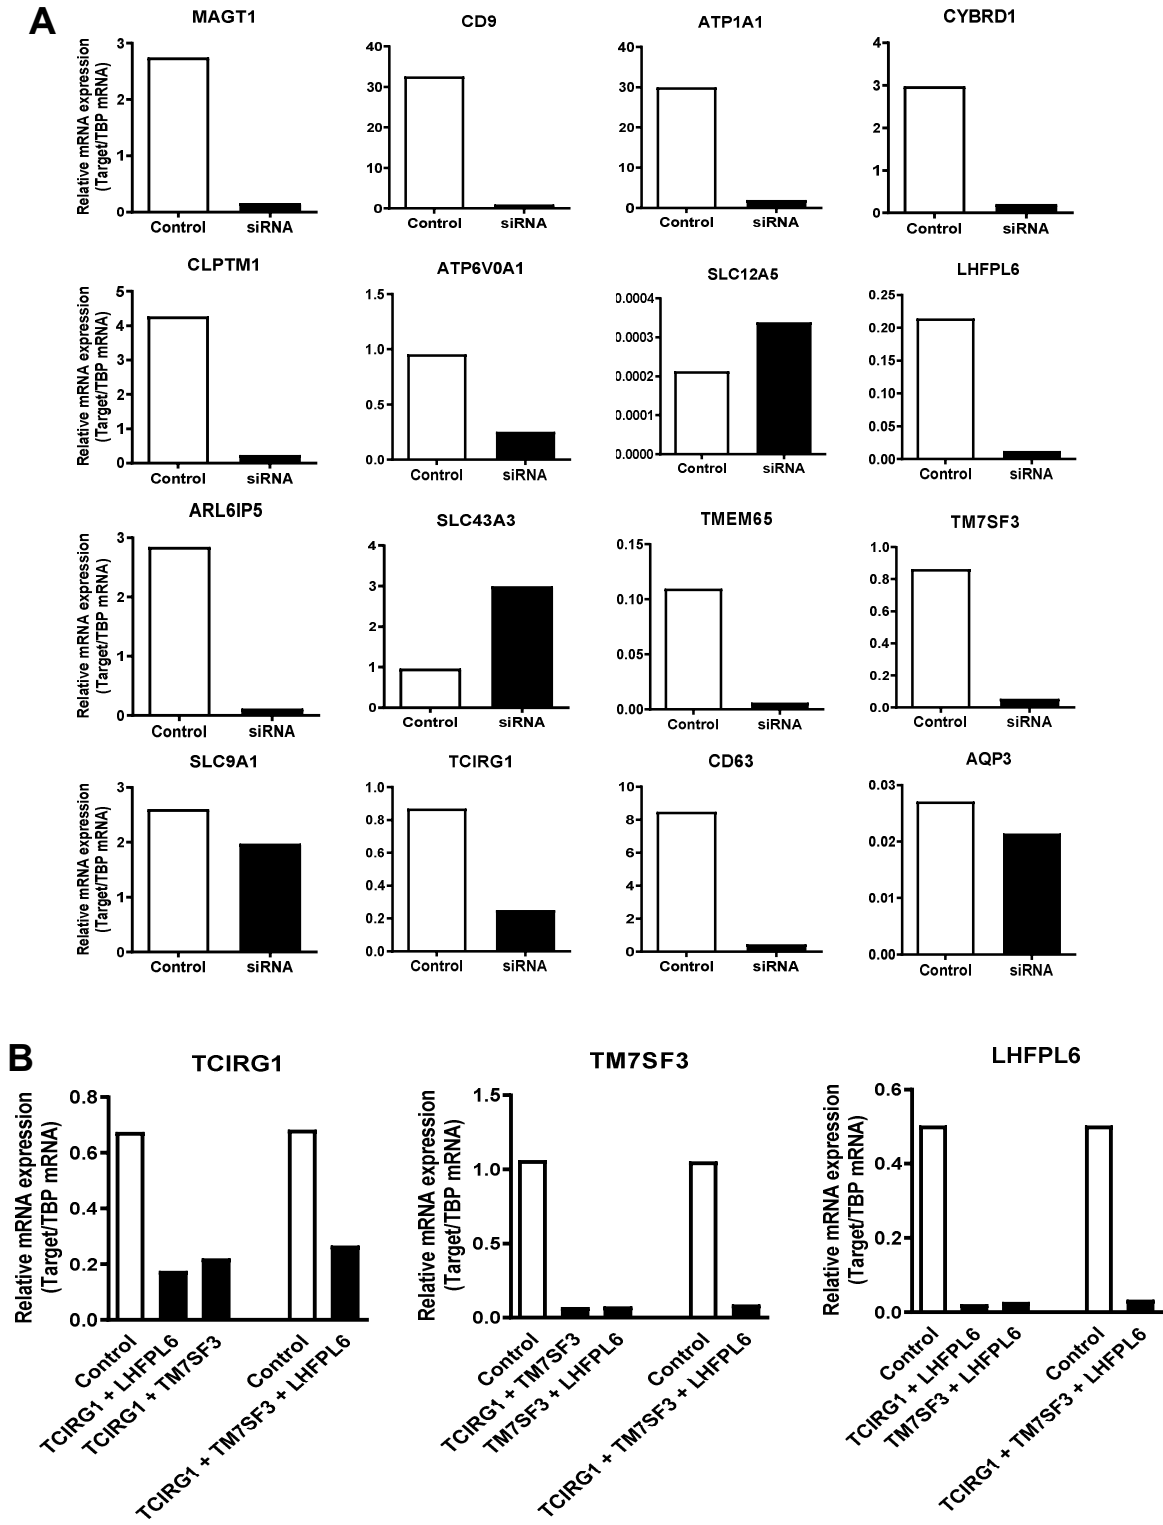 A
MAGT1
CD9
ATP1A1
CYBRD1
Relative mRNA expression
(Target/TBP mRNA)
3
2
1
0
Control siRNA
40
30
20
10
0
Control siRNA
40
30
20
10
0
Control siRNA
4
3
2
1
0
Control siRNA
CLPTM1
ATP6V0A1
SLC12A5
LHFPL6
Relative mRNA expression
(Target/TBP mRNA)
5
4
3
2
1
0
Control siRNA
1.5
1.0
0.5
0.0
Control siRNA
0.0004
0.0003
0.0002
0.0001
0.0000
Control siRNA
0.25
0.20
0.15
0.10
0.05
0.00
Control siRNA
ARL6IP5
SLC43A3
TMEM65
TM7SF3
Relative mRNA expression
(Target/TBP mRNA)
3
2
1
0
Control siRNA
4
3
2
1
0
Control siRNA
0.15
0.10
0.05
0.00
Control siRNA
1.0
0.8
0.6
0.4
0.2
0.0
Control siRNA
SLC9A1
TCIRG1
CD63
AQP3
Relative mRNA expression
(Target/TBP mRNA)
3
2
1
0
Control siRNA
1.0
0.8
0.6
0.4
0.2
0.0
Control siRNA
10
8
6
4
2
0
Control siRNA
0.03
0.02
0.01
0.00
Control siRNA
B
TCIRG1
Relative mRNA expression
(Target/TBP mRNA)
0.8
0.6
0.4
0.2
0.0
Control
TCIRG1 + LHFPL6
TCIRG1 + TM7SF3
Control
TCIRG1 + TM7SF3 + LHFPL6
TM7SF3
Relative mRNA expression
(Target/TBP mRNA)
1.5
1.0
0.5
0.0
Control
TCIRG1 + TM7SF3
TM7SF3 + LHFPL6
Control
TCIRG1 + TM7SF3 + LHFPL6
LHFPL6
Relative mRNA expression
(Target/TBP mRNA)
0.6
0.4
0.2
0.0
Control
TCIRG1 + LHFPL6
TM7SF3 + LHFPL6
Control
TCIRG1 + TM7SF3 + LHFPL6